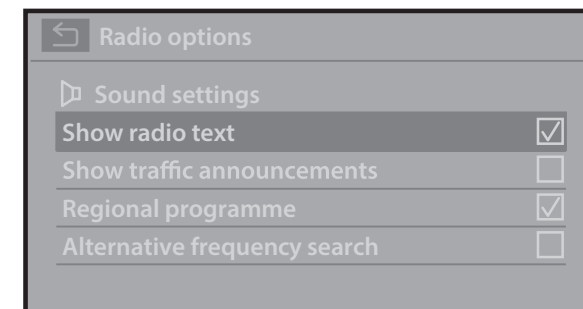 Radio options
Sound settings
Show radio text
Show traffic announcements
Regional programme
Alternative frequency search